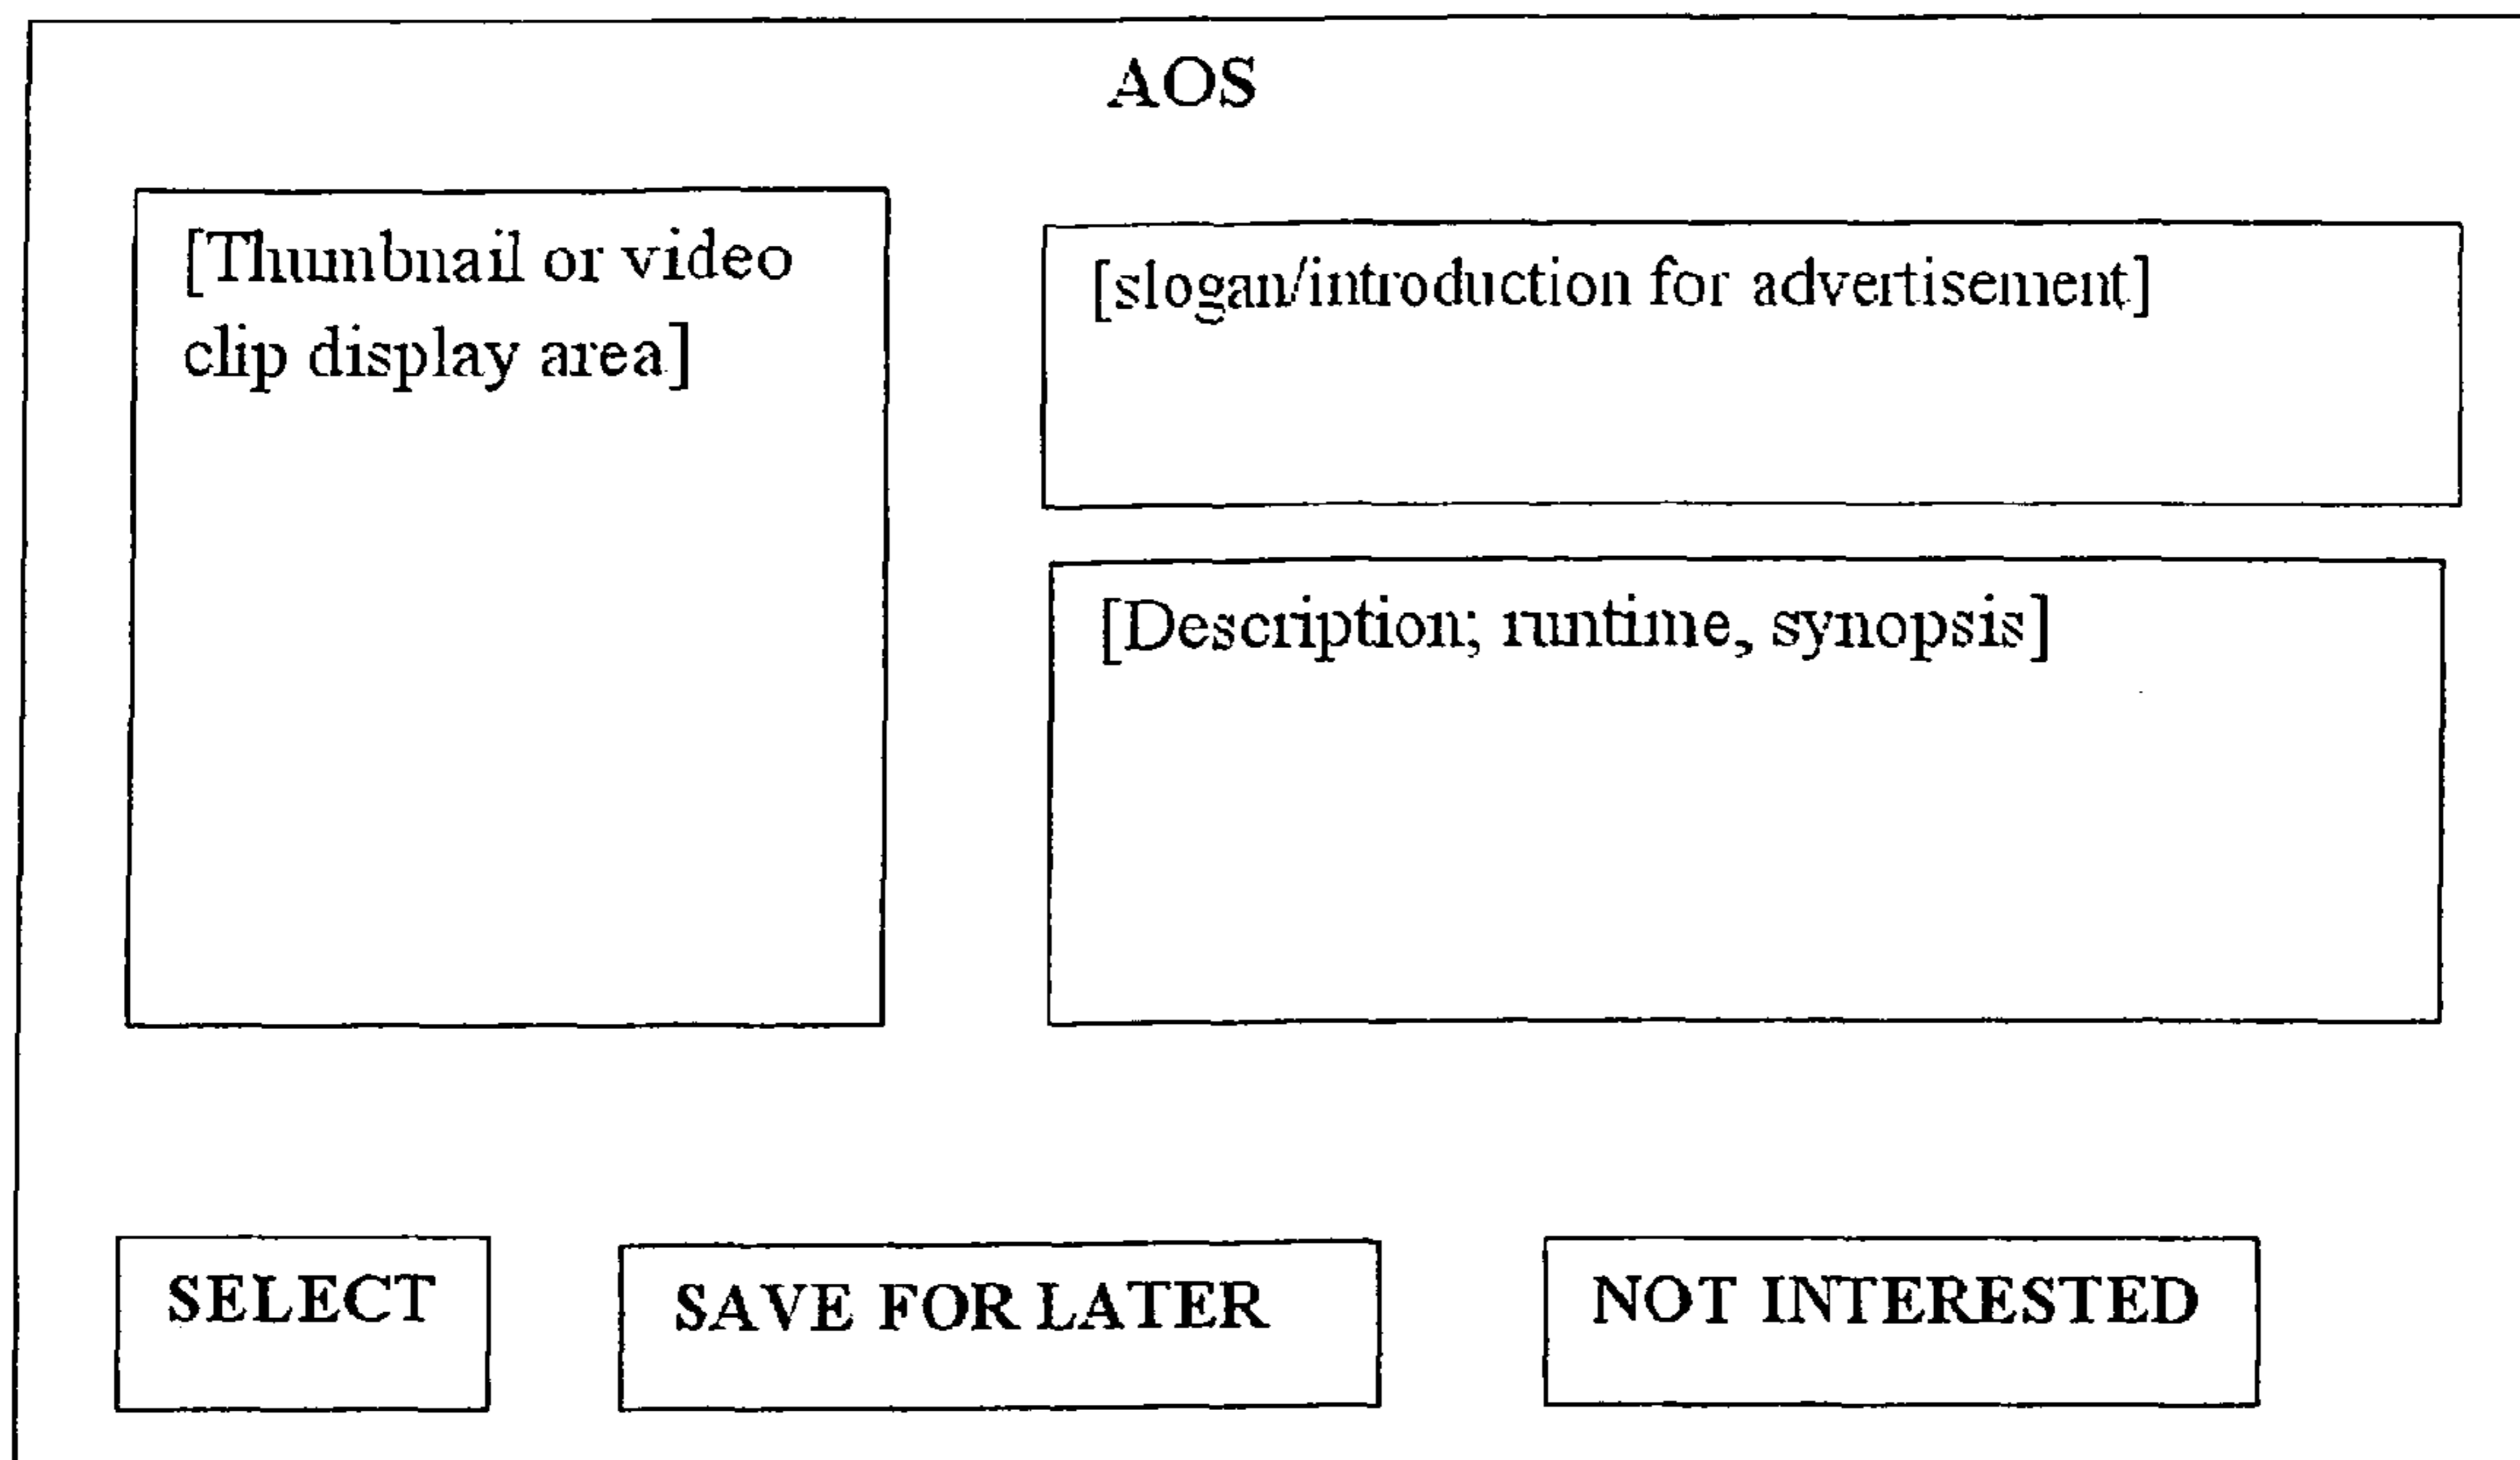 AOS
[Thumbnail or video
clip display area]
[slogan/introduction for advertisement]
[Description; runtime, synopsis]
SELECT
SAVE FOR LATER
NOT INTERESTED